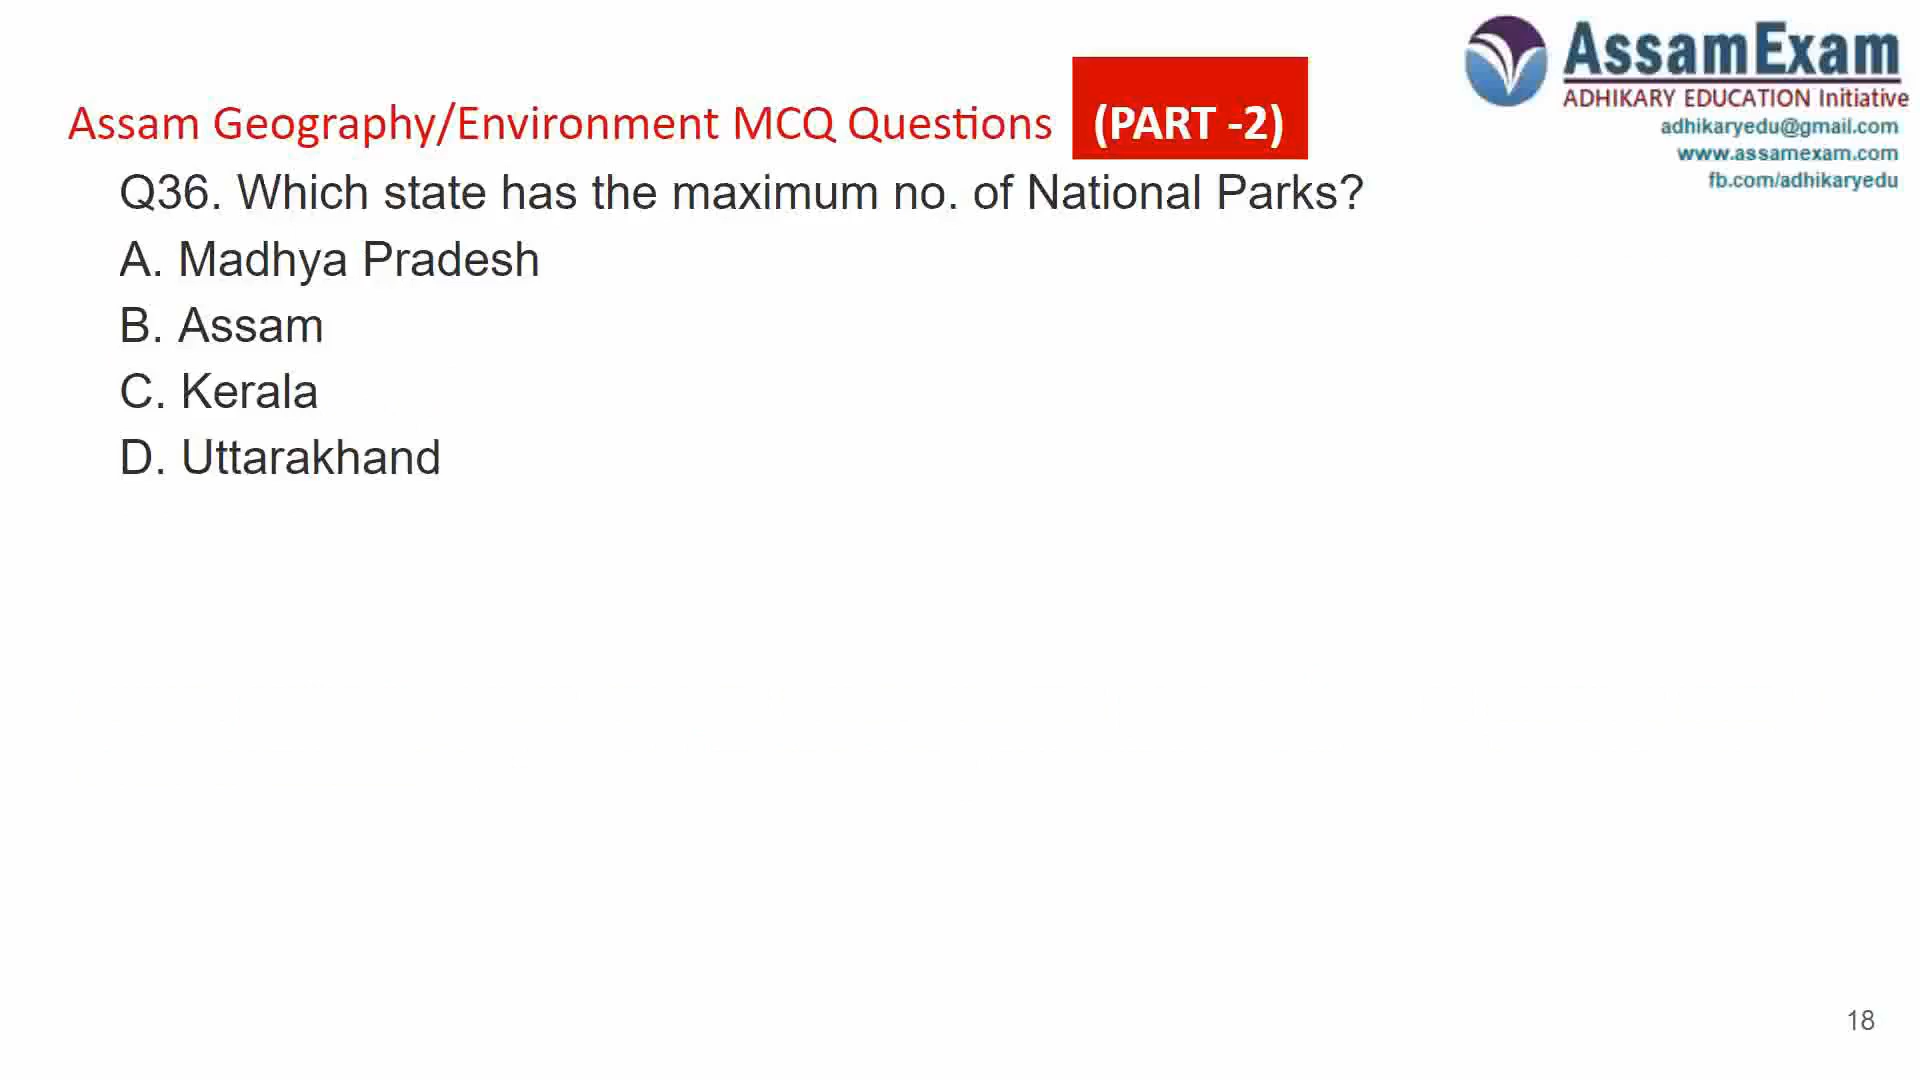 AssamExam
ADHIKARY EDUCATION Initiative
adhikaryedu@gmail.com
www.assamexam.com
fb.com/adhikaryedu
Assam Geography/Environment MCQ Questions (PART -2)
Q36. Which state has the maximum no. of National Parks?
A. Madhya Pradesh
B. Assam
C. Kerala
D. Uttarakhand
18